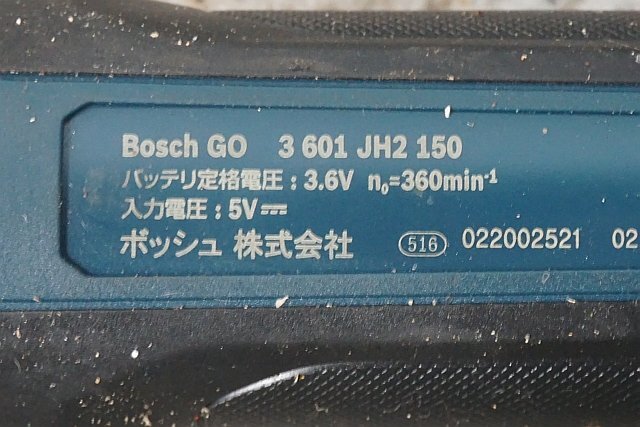 Bosch GO 3 601 JH2 150
バッテリ定格電圧：3.6V n₀=360min⁻¹
入力電圧：5V⎓
ボッシュ 株式会社 516 022002521 02